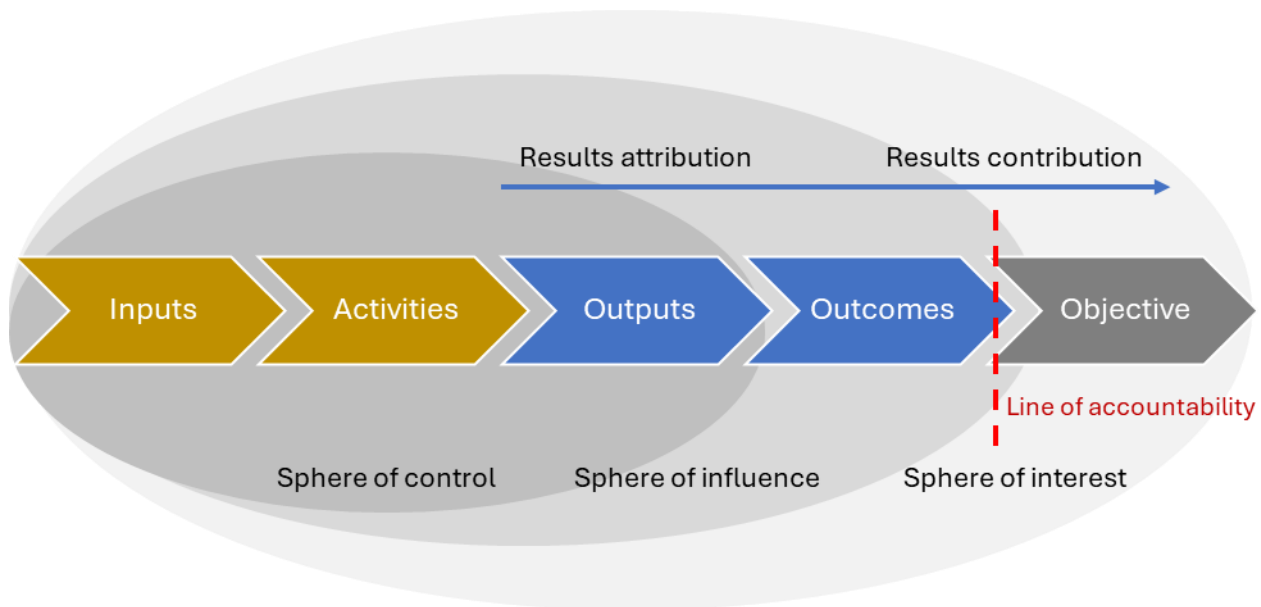 Results attribution
Results contribution
Inputs
Activities
Outputs
Outcomes
Objective
Line of accountability
Sphere of control
Sphere of influence
Sphere of interest